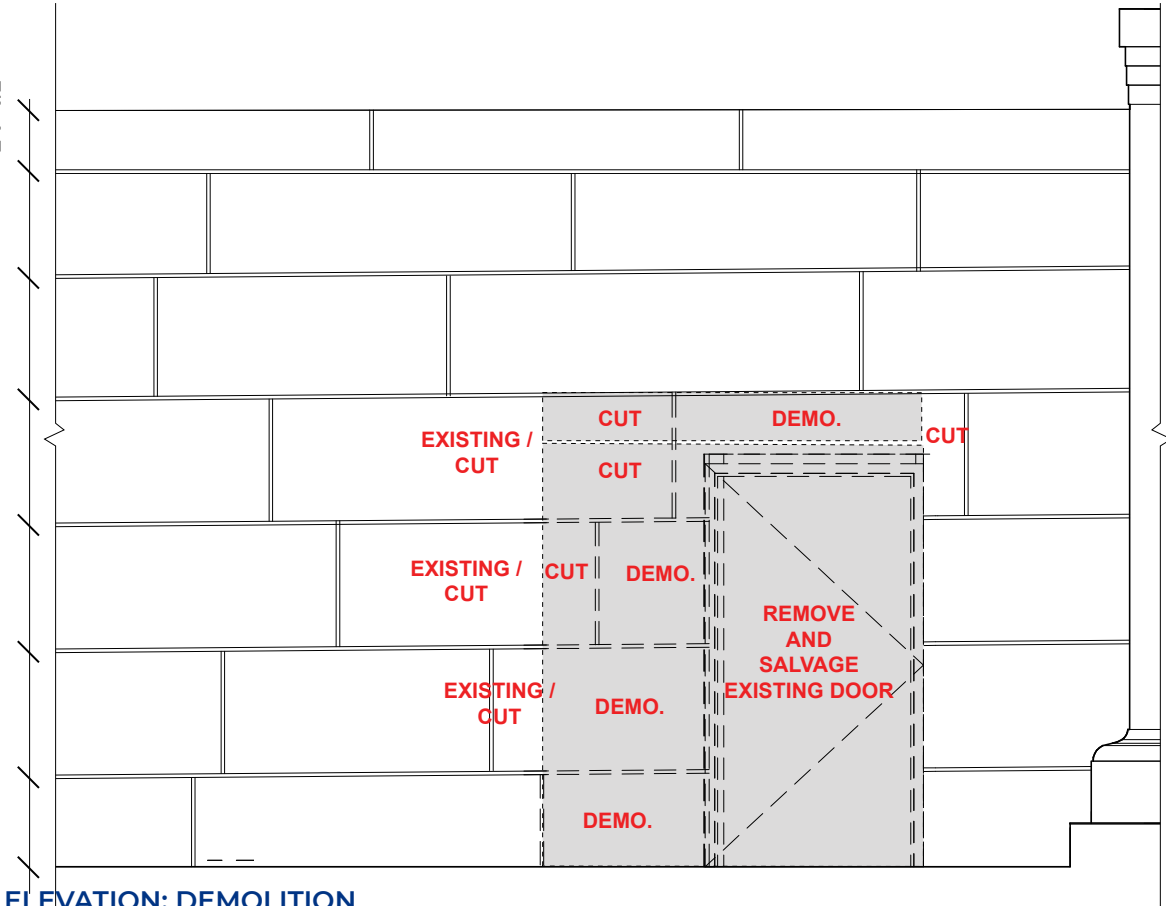 CUT
DEMO.
EXISTING /
CUT
CUT
CUT
EXISTING /
CUT
CUT
DEMO.
REMOVE
AND
SALVAGE
EXISTING DOOR
EXISTING /
CUT
DEMO.
DEMO.
ELEVATION: DEMOLITION